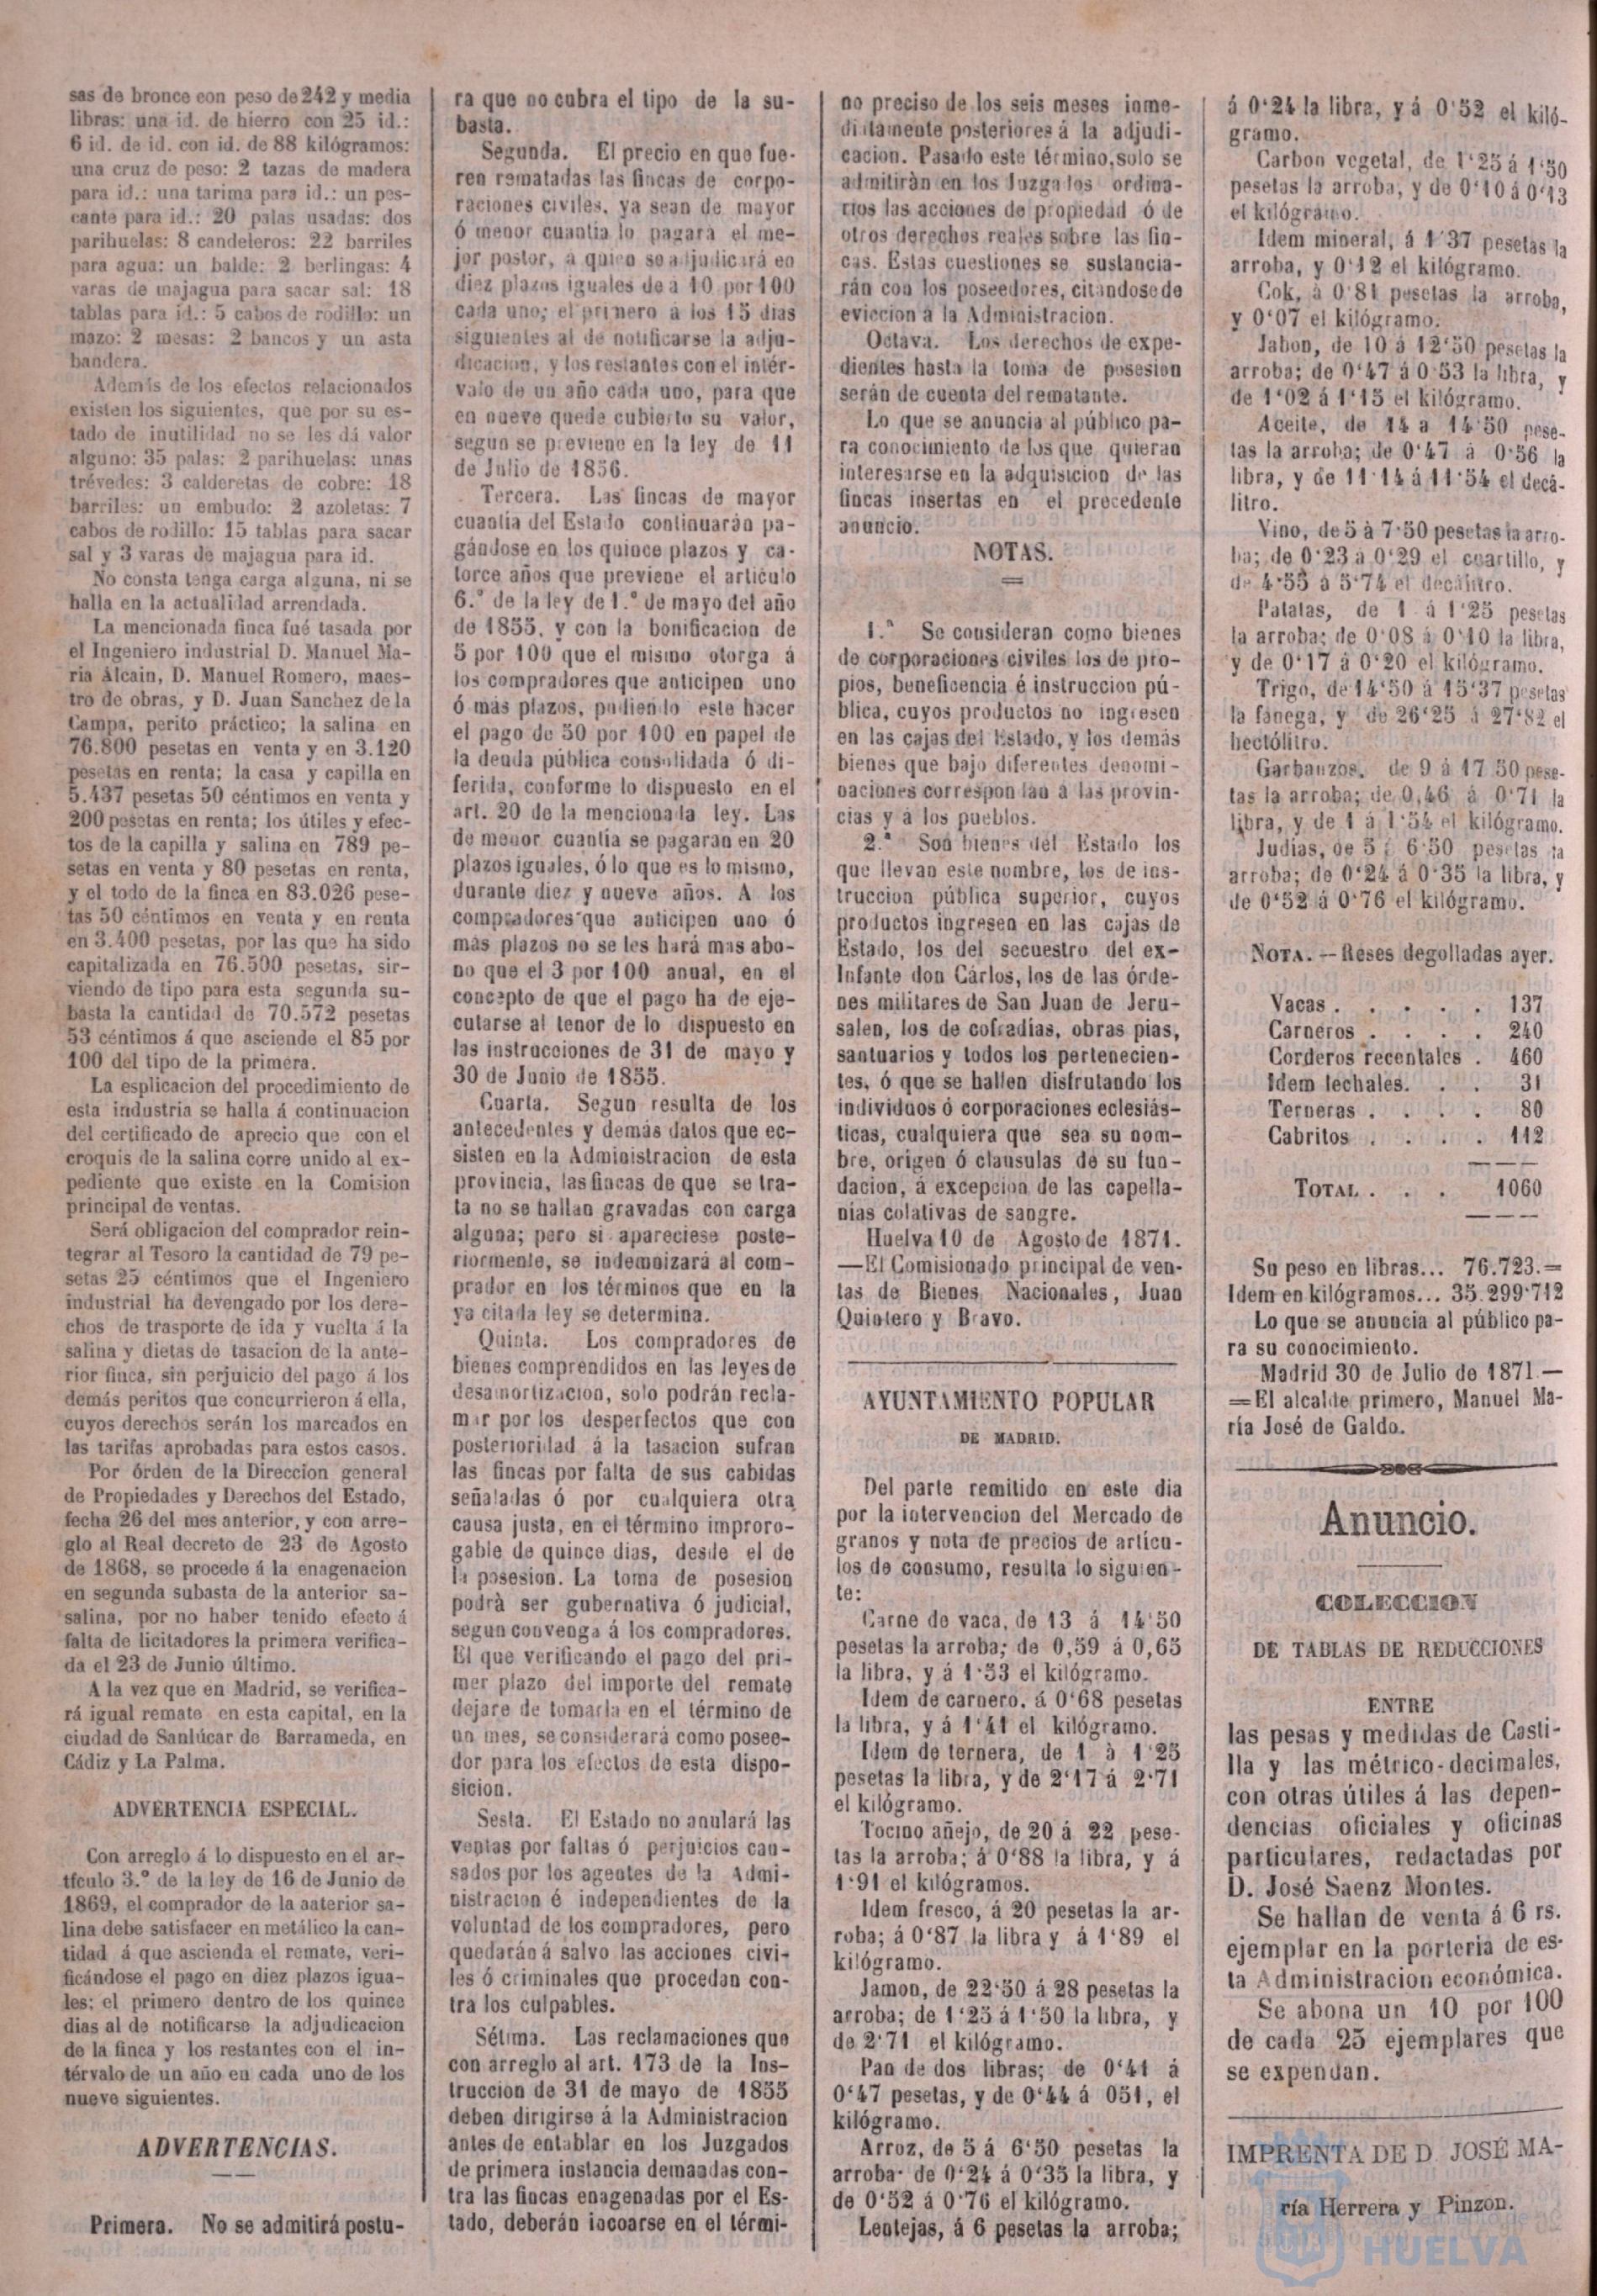 sas de bronce con peso de 242 y media
libras: una id. de hierro con 25 id.:
6 id. de id. con id. de 88 kilógramos:
una cruz de peso: 2 tazas de madera
para id.: una tarima para id.: un pes-
cante para id.: 20 palas usadas: dos
parihuelas: 8 candeleros: 22 barriles
para agua: un balde: 2 berlingas: 4
varas de majagua para sacar sal: 18
tablas para id.: 5 cabos de rodillo: un
mazo: 2 mesas: 2 bancos y un asta
bandera.
Además de los efectos relacionados
existen los siguientes, que por su es-
tado de inutilidad no se les dá valor
alguno: 35 palas: 2 parihuelas: unas
trévedes: 3 calderetas de cobre: 18
barriles: un embudo: 2 azoletas: 7
cabos de rodillo: 15 tablas para sacar
sal y 3 varas de majagua para id.
No consta tenga carga alguna, ni se
halla en la actualidad arrendada.
La mencionada finca fué tasada por
el Ingeniero industrial D. Manuel Ma-
ria Alcain, D. Manuel Romero, maes-
tro de obras, y D. Juan Sanchez de la
Campa, perito práctico; la salina en
76.800 pesetas en venta y en 3.120
pesetas en renta; la casa y capilla en
5.437 pesetas 50 céntimos en venta y
200 pesetas en renta; los útiles y efec-
tos de la capilla y salina en 789 pe-
setas en venta y 80 pesetas en renta,
y el todo de la finca en 83.026 pese-
tas 50 céntimos en venta y en renta
en 3.400 pesetas, por las que ha sido
capitalizada en 76.500 pesetas, sir-
viendo de tipo para esta segunda su-
basta la cantidad de 70.572 pesetas
53 céntimos á que asciende el 85 por
100 del tipo de la primera.
La esplicacion del procedimiento de
esta industria se halla á continuacion
del certificado de aprecio que con el
croquis de la salina corre unido al ex-
pediente que existe en la Comision
principal de ventas.
Será obligacion del comprador rein-
tegrar al Tesoro la cantidad de 79 pe-
setas 25 céntimos que el Ingeniero
industrial ha devengado por los dere-
chos de trasporte de ida y vuelta á la
salina y dietas de tasacion de la ante-
rior finca, sin perjuicio del pago á los
demás peritos que concurrieron á ella,
cuyos derechos serán los marcados en
las tarifas aprobadas para estos casos.
Por órden de la Direccion general
de Propiedades y Derechos del Estado,
fecha 26 del mes anterior, y con arre-
glo al Real decreto de 23 de Agosto
de 1868, se procede á la enagenacion
en segunda subasta de la anterior sa-
salina, por no haber tenido efecto á
falta de licitadores la primera verifica-
da el 23 de Junio último.
A la vez que en Madrid, se verifica-
rá igual remate en esta capital, en la
ciudad de Sanlúcar de Barrameda, en
Cádiz y La Palma.
ADVERTENCIA ESPECIAL.
Con arreglo á lo dispuesto en el ar-
tículo 3.º de la ley de 16 de Junio de
1869, el comprador de la anterior sa-
lina debe satisfacer en metálico la can-
tidad á que ascienda el remate, veri-
ficándose el pago en diez plazos igua-
les: el primero dentro de los quince
dias al de notificarse la adjudicacion
de la finca y los restantes con el in-
térvalo de un año en cada uno de los
nueve siguientes.
ADVERTENCIAS.
Primera. No se admitirá postu-
ra que no cubra el tipo de la su-
basta.
Segunda. El precio en que fue-
ren rematadas las fincas de corpo-
raciones civiles, ya sean de mayor
ó menor cuantía lo pagará el me-
jor postor, á quien se adjudicará en
diez plazos iguales de á 10 por 100
cada uno; el primero á los 15 dias
siguientes al de notificarse la adju-
dicacion, y los restantes con el intér-
valo de un año cada uno, para que
en nueve quede cubierto su valor,
segun se previene en la ley de 11
de Julio de 1856.
Tercera. Las fincas de mayor
cuantía del Estado continuarán pa-
gándose en los quince plazos y ca-
torce años que previene el artículo
6.º de la ley de 1.º de mayo del año
de 1855, y con la bonificacion de
5 por 100 que el mismo otorga á
los compradores que anticipen uno
ó más plazos, pudiendo este hacer
el pago de 50 por 100 en papel de
la deuda pública consolidada ó di-
ferida, conforme lo dispuesto en el
art. 20 de la mencionada ley. Las
de menor cuantía se pagarán en 20
plazos iguales, ó lo que es lo mismo,
durante diez y nueve años. A los
compradores que anticipen uno ó
más plazos no se les hará mas abo-
no que el 3 por 100 anual, en el
concepto de que el pago ha de eje-
cutarse al tenor de lo dispuesto en
las instrucciones de 31 de mayo y
30 de Junio de 1855.
Cuarta. Segun resulta de los
antecedentes y demás datos que ec-
sisten en la Administracion de esta
provincia, las fincas de que se tra-
ta no se hallan gravadas con carga
alguna; pero si apareciese poste-
riormente, se indemnizará al com-
prador en los términos que en la
ya citada ley se determina.
Quinta. Los compradores de
bienes comprendidos en las leyes de
desamortizacion, solo podrán recla-
mar por los desperfectos que con
posterioridad á la tasacion sufran
las fincas por falta de sus cabidas
señaladas ó por cualquiera otra
causa justa, en el término improro-
gable de quince dias, desde el de
la posesion. La toma de posesion
podrà ser gubernativa ó judicial,
segun convenga á los compradores.
El que verificando el pago del pri-
mer plazo del importe del remate
dejare de tomarla en el término de
un mes, se considerará como posee-
dor para los efectos de esta dispo-
sicion.
Sesta. El Estado no anulará las
ventas por faltas ó perjuicios cau-
sados por los agentes de la Admi-
nistracion é independientes de la
voluntad de los compradores, pero
quedarán á salvo las acciones civi-
les ó criminales que procedan con-
tra los culpables.
Sétima. Las reclamaciones que
con arreglo al art. 173 de la Ins-
truccion de 31 de mayo de 1855
deben dirigirse á la Administracion
antes de entablar en los Juzgados
de primera instancia demandas con-
tra las fincas enagenadas por el Es-
tado, deberán incoarse en el térmi-
no preciso de los seis meses inme-
diatamente posteriores á la adjudi-
cacion. Pasado este término, solo se
admitiràn en los Juzgados ordina-
rios las acciones de propiedad ó de
otros derechos reales sobre las fin-
cas. Estas cuestiones se sustancia-
rán con los poseedores, citándose de
eviccion á la Administracion.
Octava. Los derechos de expe-
dientes hasta la toma de posesion
serán de cuenta del rematante.
Lo que se anuncia al público pa-
ra conocimiento de los que quieran
interesarse en la adquisicion de las
fincas insertas en el precedente
anuncio.
NOTAS.
1.ª Se consideran como bienes
de corporaciones civiles los de pro-
pios, beneficencia é instruccion pú-
blica, cuyos productos no ingresen
en las cajas del Estado, y los demás
bienes que bajo diferentes denomi-
naciones correspondan á las provin-
cias y á los pueblos.
2.ª Son bienes del Estado los
que llevan este nombre, los de ins-
truccion pública superior, cuyos
productos ingresen en las cajas de
Estado, los del secuestro del ex-
Infante don Cárlos, los de las órde-
nes militares de San Juan de Jeru-
salen, los de cofradias, obras pias,
santuarios y todos los pertenecien-
tes, ó que se hallen disfrutando los
individuos ó corporaciones eclesiás-
ticas, cualquiera que sea su nom-
bre, origen ó clausulas de su fun-
dacion, á excepcion de las capella-
nias colativas de sangre.
Huelva 10 de Agosto de 1871.
—El Comisionado principal de ven-
tas de Bienes Nacionales, Juan
Quintero y Bravo.
AYUNTAMIENTO POPULAR
DE MADRID.
Del parte remitido en este dia
por la intervencion del Mercado de
granos y nota de precios de artícu-
los de consumo, resulta lo siguien-
te:
Carne de vaca, de 13 á 14'50
pesetas la arroba; de 0,59 á 0,65
la libra, y á 1'33 el kilógramo.
Idem de carnero, á 0'68 pesetas
la libra, y á 1'41 el kilógramo.
Idem de ternera, de 1 à 1'25
pesetas la libra, y de 2'17 á 2'71
el kilógramo.
Tocino añejo, de 20 á 22 pese-
tas la arroba; á 0'88 la libra, y á
1'91 el kilógramos.
Idem fresco, á 20 pesetas la ar-
roba; á 0'87 la libra y á 1'89 el
kilógramo.
Jamon, de 22'50 á 28 pesetas la
arroba; de 1'25 á 1'50 la libra, y
de 2'71 el kilógramo.
Pan de dos libras; de 0'41 á
0'47 pesetas, y de 0'44 á 051, el
kilógramo.
Arroz, de 5 á 6'50 pesetas la
arroba- de 0'24 á 0'35 la libra, y
de 0'52 á 0'76 el kilógramo.
Lentejas, á 6 pesetas la arroba;
á 0'24 la libra, y á 0'52 el kiló-
gramo.
Carbon vegetal, de 1'25 á 1'50
pesetas la arroba, y de 0'10 á 0'13
el kilógramo.
Idem mineral, á 1'37 pesetas la
arroba, y 0'12 el kilógramo.
Cok, à 0'81 pesetas la arroba,
y 0'07 el kilógramo.
Jabon, de 10 á 12'50 pesetas la
arroba; de 0'47 á 0'53 la libra, y
de 1'02 á 1'15 el kilógramo.
Aceite, de 14 a 14'50 pese-
tas la arroba; de 0'47 á 0'56 la
libra, y de 11'14 á 11'54 el decá-
litro.
Vino, de 5 à 7'50 pesetas la arro-
ba; de 0'23 á 0'29 el cuartillo, y
de 4'55 á 5'74 el decálitro.
Patatas, de 1 á 1'25 pesetas
la arroba; de 0'08 á 0'10 la libra,
y de 0'17 á 0'20 el kilógramo.
Trigo, de 14'50 á 15'37 pesetas
la fanega, y de 26'25 á 27'82 el
hectólitro.
Garbanzos, de 9 á 17 50 pese-
tas la arroba; de 0,46 á 0'71 la
libra, y de 1 á 1'54 el kilógramo.
Judias, de 5 á 6'50 pesetas la
arroba; de 0'24 á 0'35 la libra, y
de 0'52 á 0'76 el kilógramo.
NOTA.—Reses degolladas ayer.
Vacas . . . . . 137
Carneros . . . . 240
Corderos recentales . 460
Idem lechales. . . 31
Terneras . . . . 80
Cabritos . . . . 112
TOTAL . . . 1060
Su peso en libras... 76.723.=
Idem en kilógramos... 35.299'712
Lo que se anuncia al público pa-
ra su conocimiento.
Madrid 30 de Julio de 1871.—
=El alcalde primero, Manuel Ma-
ría José de Galdo.
Anuncio.
COLECCION
DE TABLAS DE REDUCCIONES
ENTRE
las pesas y medidas de Casti-
lla y las métrico-decimales,
con otras útiles á las depen-
dencias oficiales y oficinas
particulares, redactadas por
D. José Saenz Montes.
Se hallan de venta á 6 rs.
ejemplar en la porteria de es-
ta Administracion económica.
Se abona un 10 por 100
de cada 25 ejemplares que
se expendan.
IMPRENTA DE D JOSÉ MA-
ría Herrera y Pinzon.
HUELVA